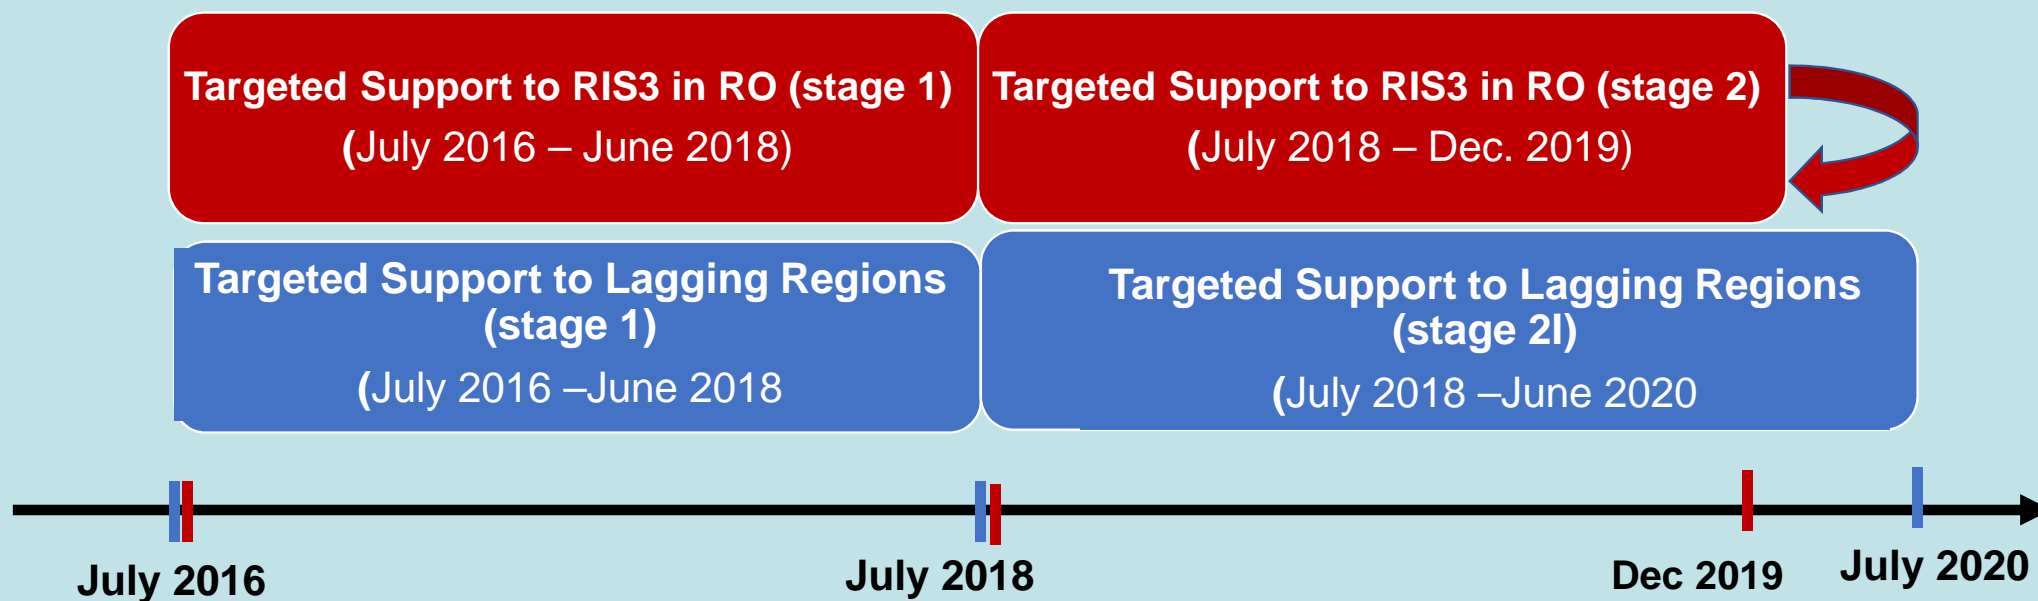 Targeted Support to RIS3 in RO (stage 1)
(July 2016 – June 2018)
Targeted Support to RIS3 in RO (stage 2)
(July 2018 – Dec. 2019)
Targeted Support to Lagging Regions
(stage 1)
(July 2016 –June 2018
Targeted Support to Lagging Regions
(stage 2I)
(July 2018 –June 2020
July 2016
July 2018
Dec 2019
July 2020